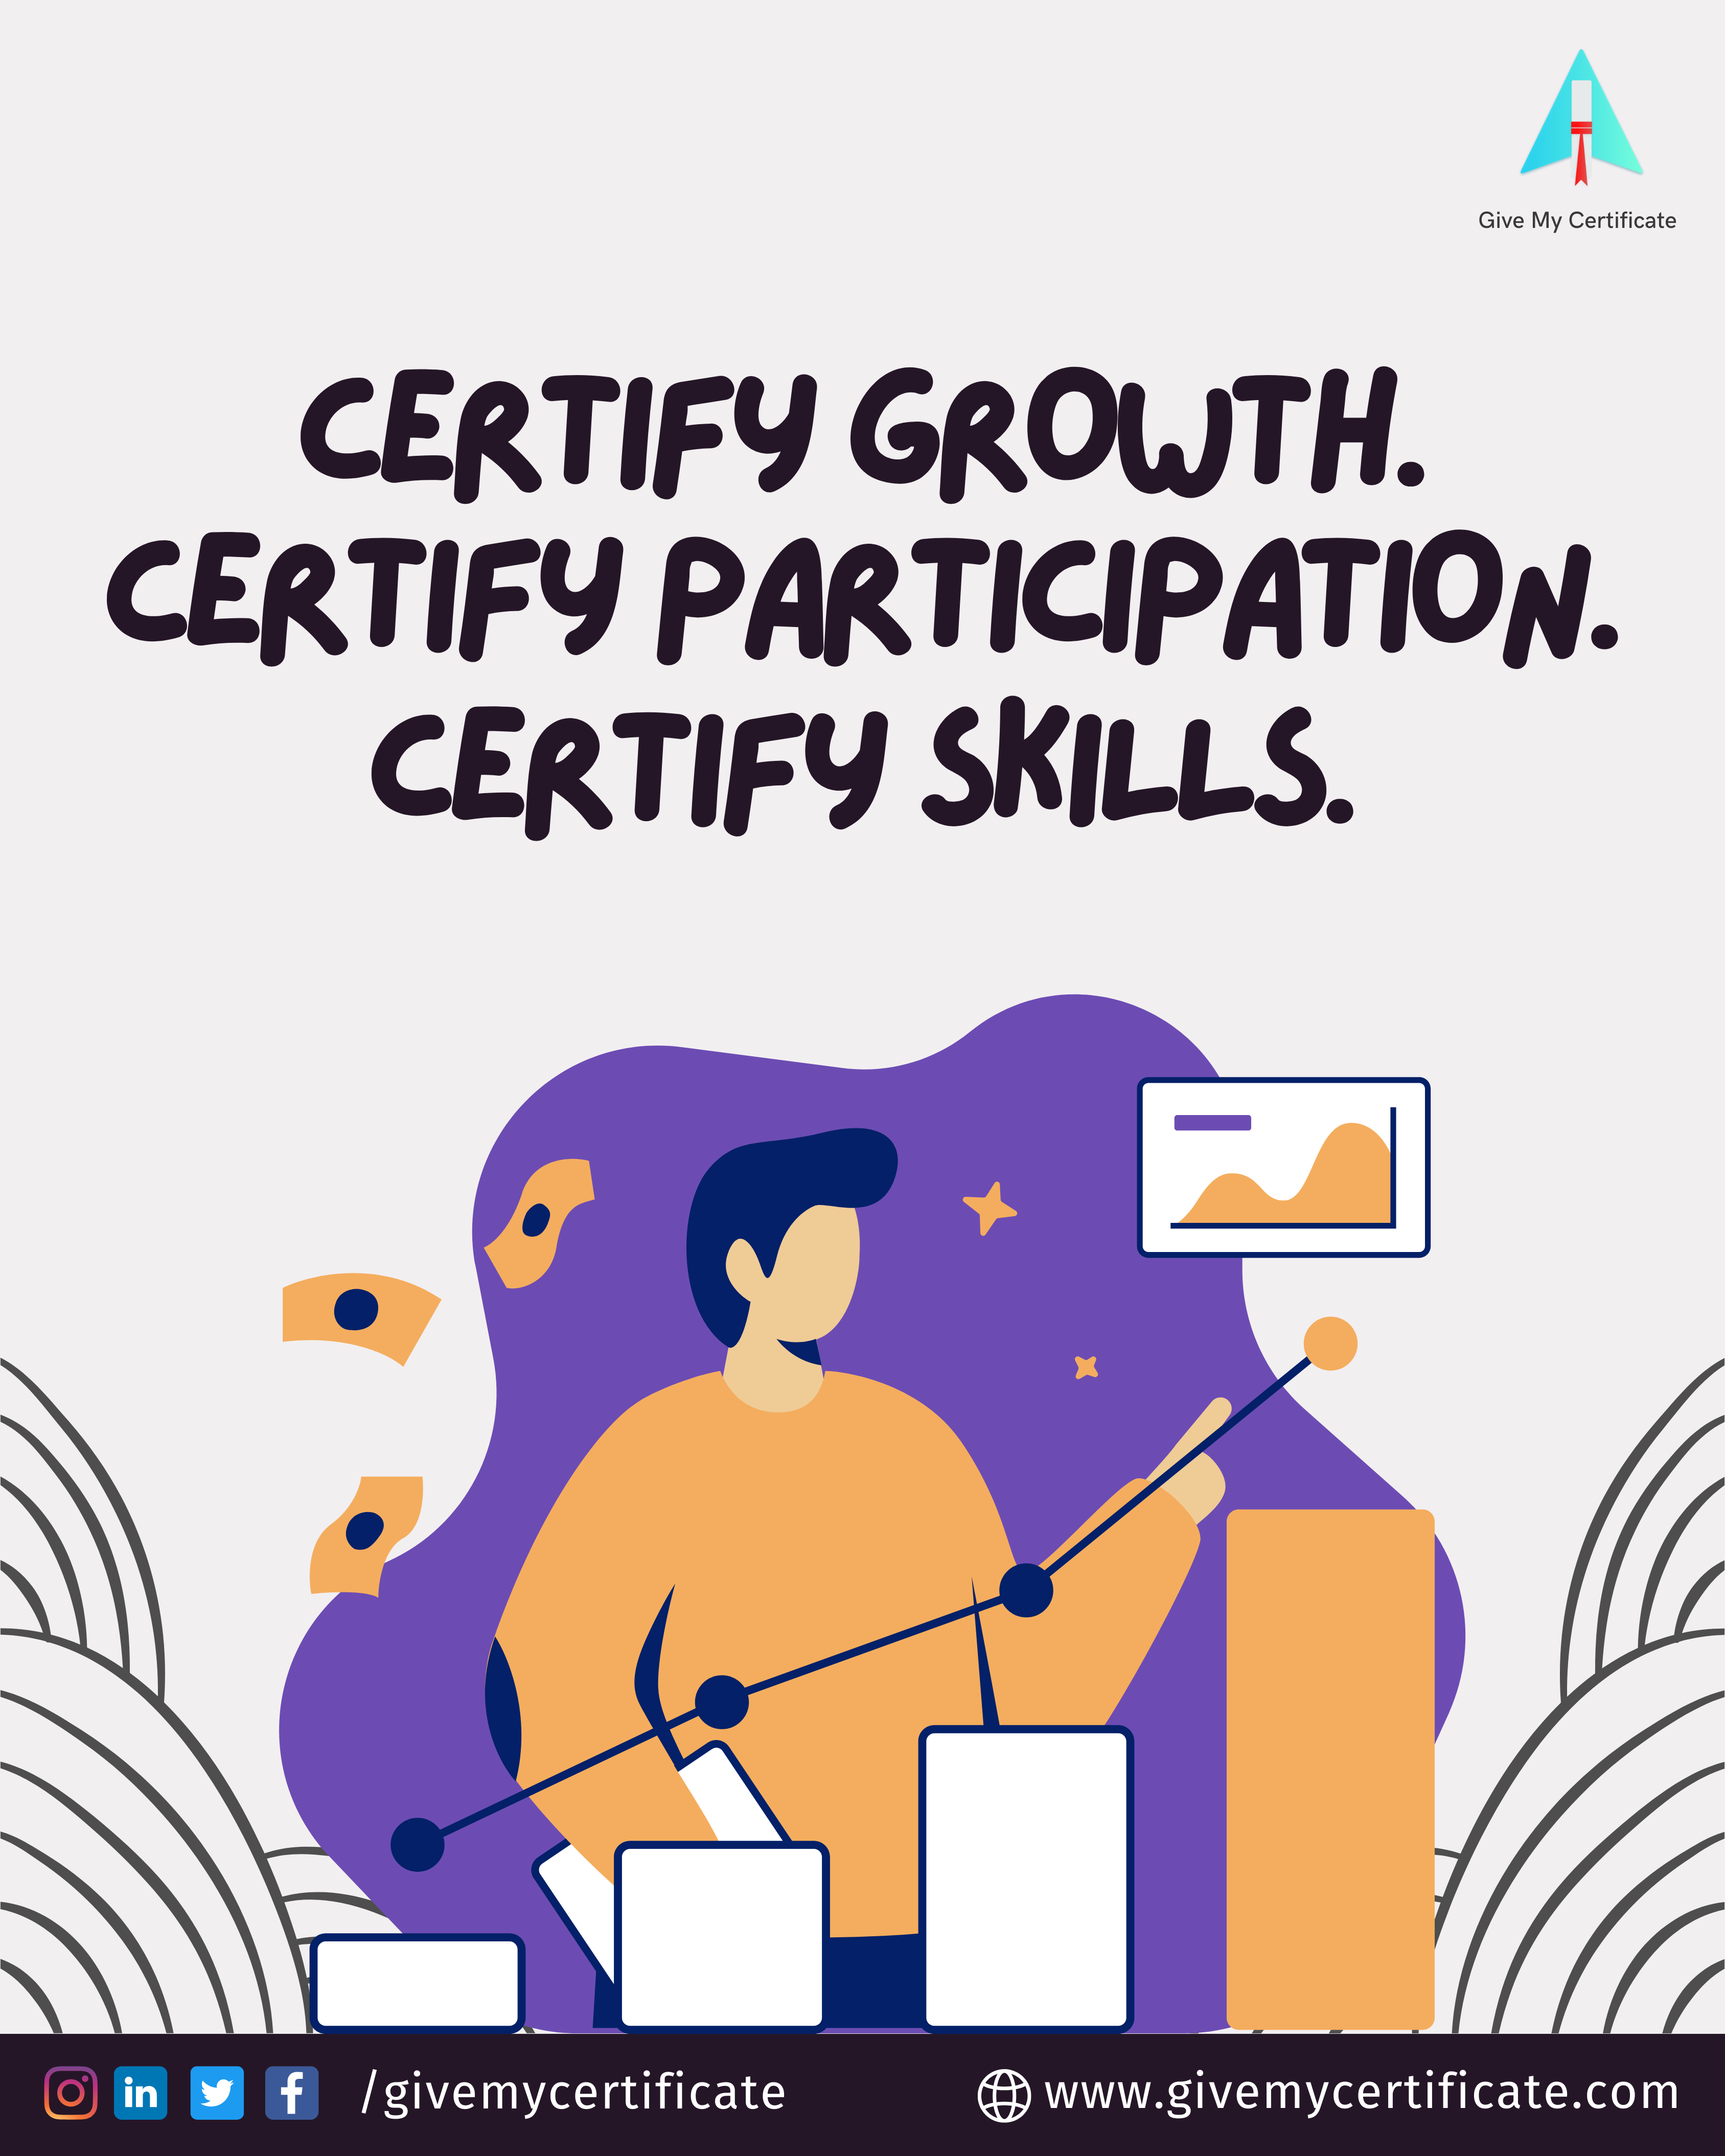 Give My Certificate
CERTIFY GROWTH.
CERTIFY PARTICIPATION.
CERTIFY SKILLS.
/givemycertificate
www.givemycertificate.com